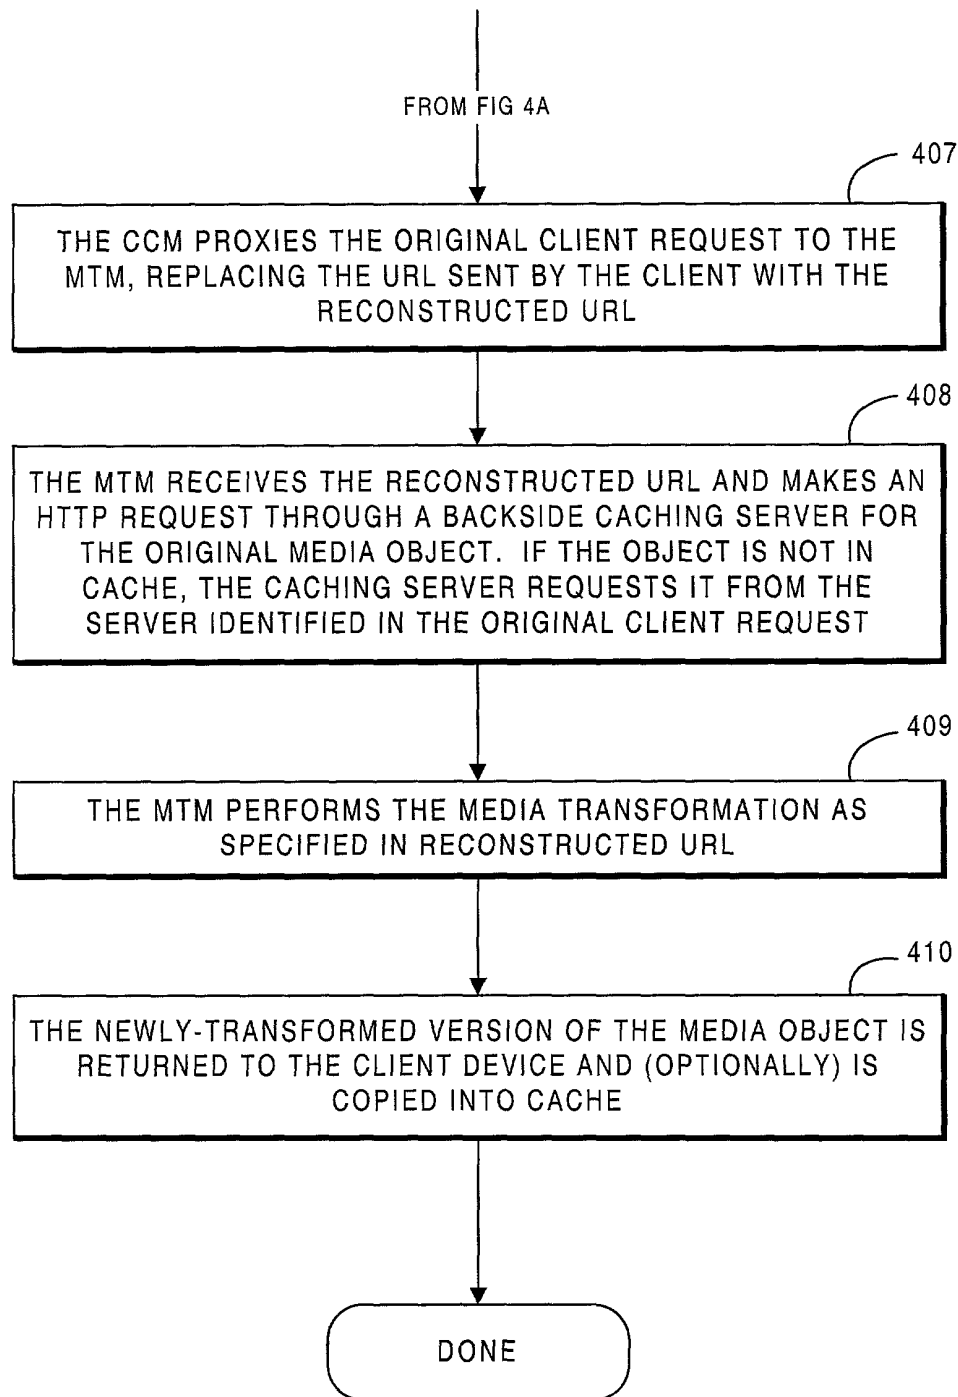 FROM FIG 4A
407
THE CCM PROXIES THE ORIGINAL CLIENT REQUEST TO THE
MTM, REPLACING THE URL SENT BY THE CLIENT WITH THE
RECONSTRUCTED URL
408
THE MTM RECEIVES THE RECONSTRUCTED URL AND MAKES AN
HTTP REQUEST THROUGH A BACKSIDE CACHING SERVER FOR
THE ORIGINAL MEDIA OBJECT. IF THE OBJECT IS NOT IN
CACHE, THE CACHING SERVER REQUESTS IT FROM THE
SERVER IDENTIFIED IN THE ORIGINAL CLIENT REQUEST
409
THE MTM PERFORMS THE MEDIA TRANSFORMATION AS
SPECIFIED IN RECONSTRUCTED URL
410
THE NEWLY-TRANSFORMED VERSION OF THE MEDIA OBJECT IS
RETURNED TO THE CLIENT DEVICE AND (OPTIONALLY) IS
COPIED INTO CACHE
DONE